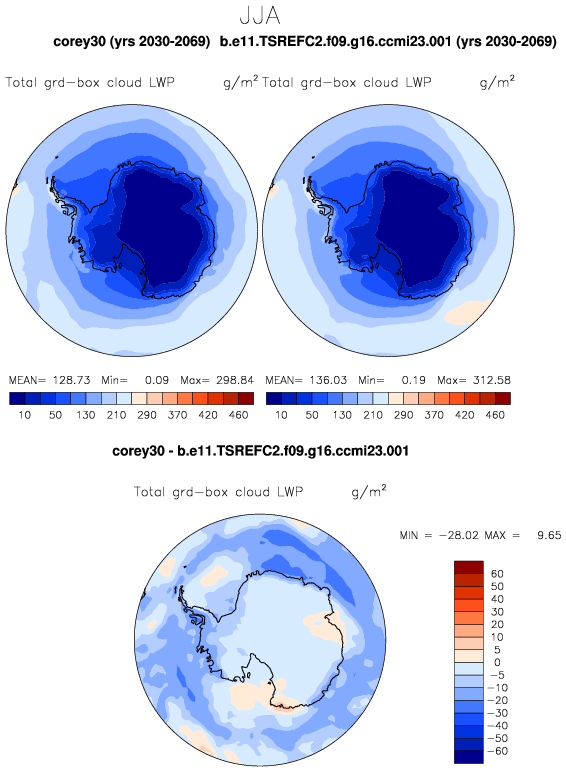 JJA
corey30 (yrs 2030-2069) b.e11.TSREFC2.f09.g16.ccmi23.001 (yrs 2030-2069)
Total grd-box cloud LWP g/m² Total grd-box cloud LWP g/m²
MEAN= 128.73 Min= 0.09 Max= 298.84 MEAN= 136.03 Min= 0.19 Max= 312.58
10 50 130 210 290 370 420 460 10 50 130 210 290 370 420 460
corey30 - b.e11.TSREFC2.f09.g16.ccmi23.001
Total grd-box cloud LWP g/m²
MIN = -28.02 MAX = 9.65
60
50
40
30
20
10
5
0
-5
-10
-20
-30
-40
-50
-60